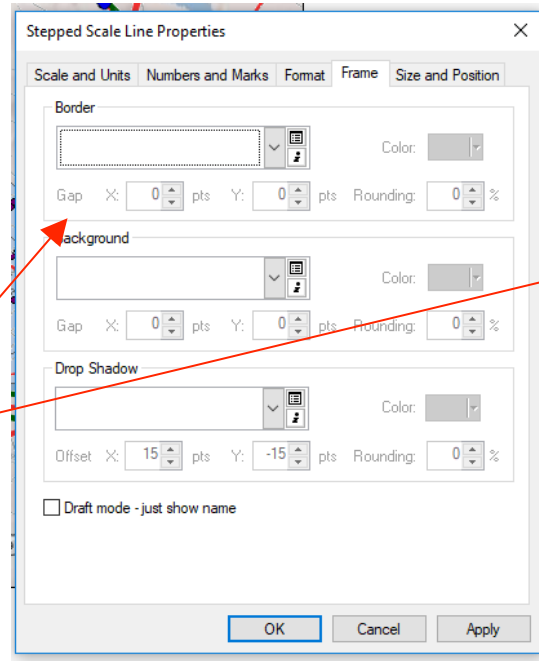 Stepped Scale Line Properties
Scale and Units Numbers and Marks Format Frame Size and Position
Border
Color:
Gap X: 0 pts Y: 0 pts Rounding: 0 %
Background
Color:
Gap X: 0 pts Y: 0 pts Rounding: 0 %
Drop Shadow
Color:
Offset X: 15 pts Y: -15 pts Rounding: 0 %
Draft mode - just show name
OK Cancel Apply